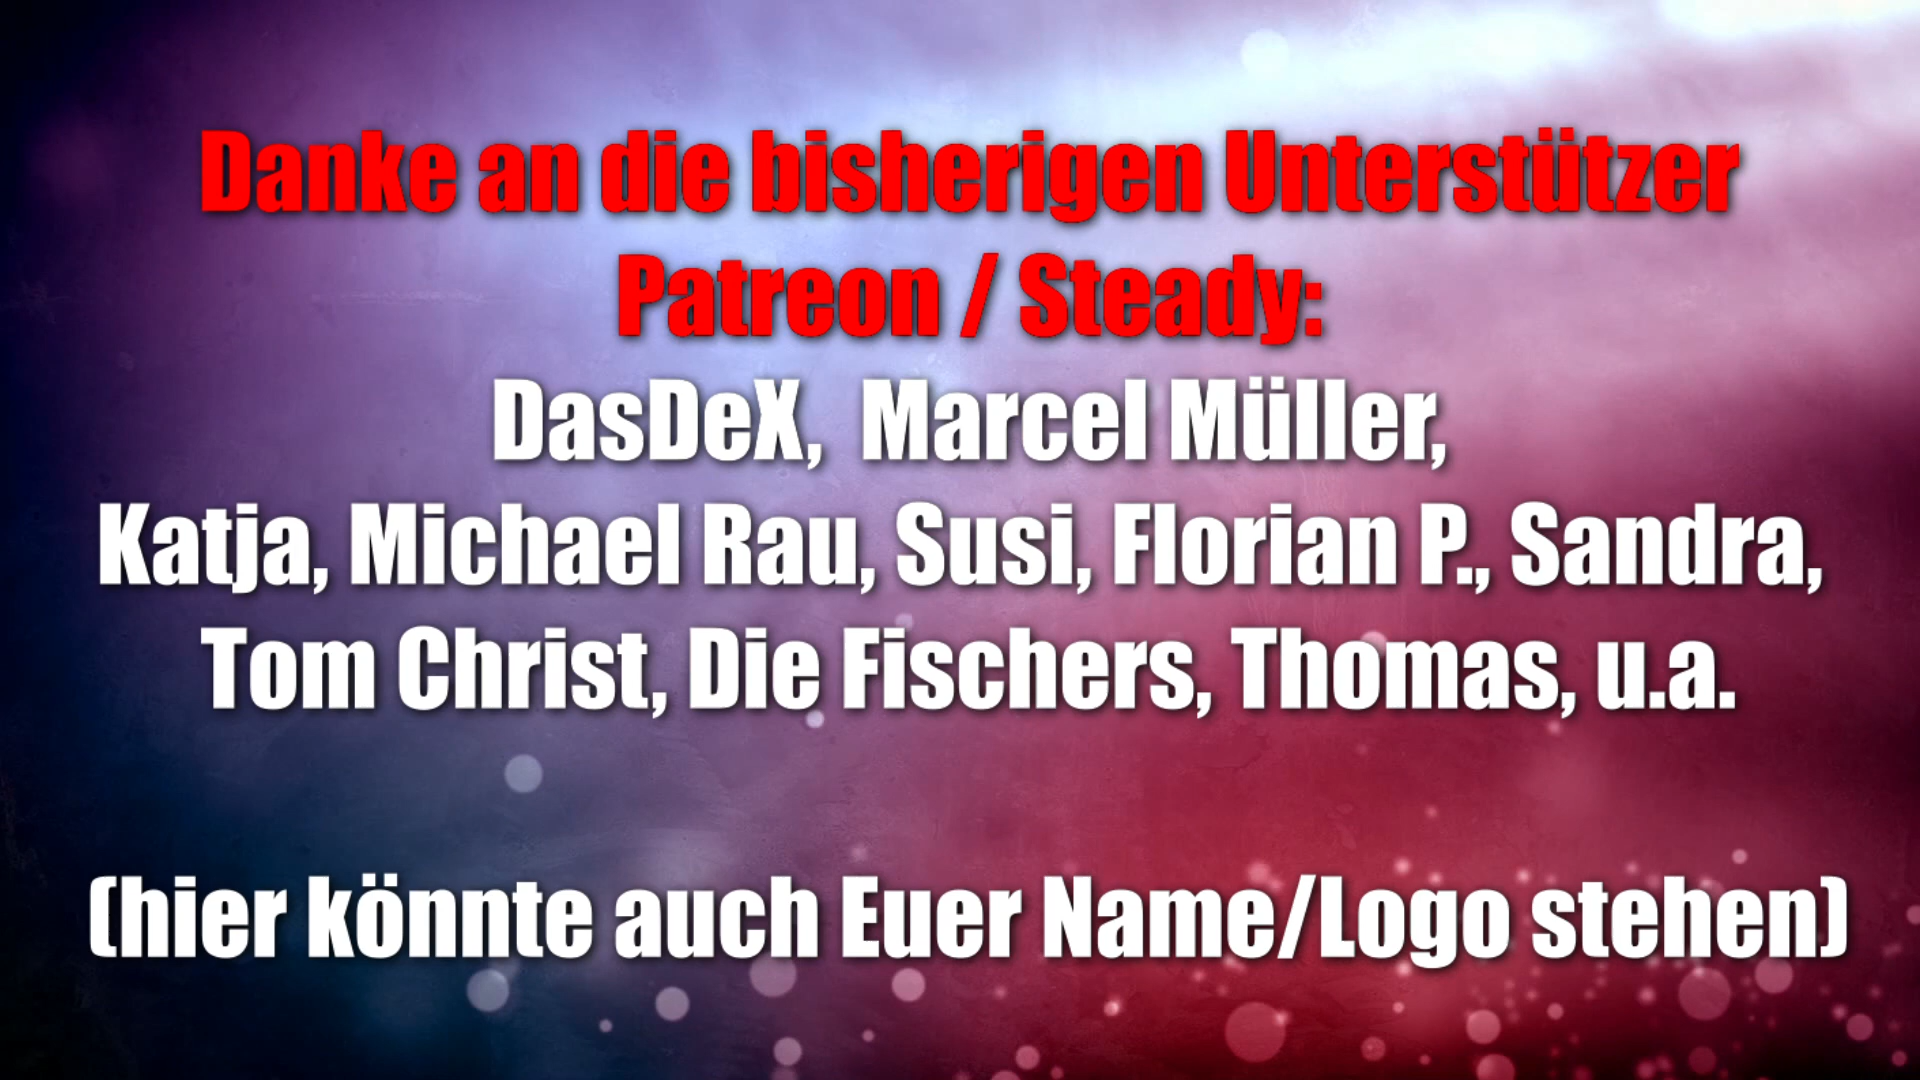 Danke an die bisherigen Unterstützer
Patreon / Steady:
DasDeX, Marcel Müller,
Katja, Michael Rau, Susi, Florian P., Sandra,
Tom Christ, Die Fischers, Thomas, u.a.
(hier könnte auch Euer Name/Logo stehen)